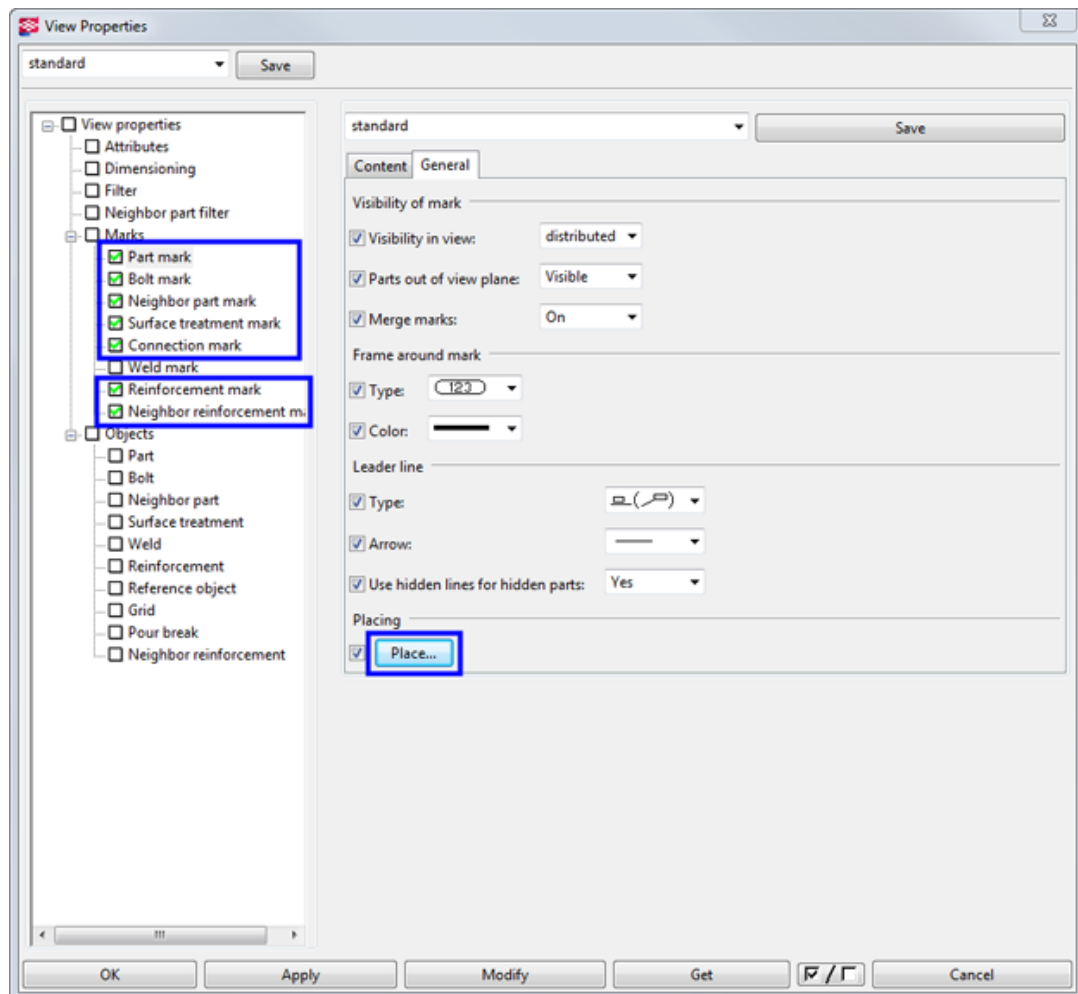 View Properties
standard
Save
View properties
Attributes
Dimensioning
Filter
Neighbor part filter
Marks
Part mark
Bolt mark
Neighbor part mark
Surface treatment mark
Connection mark
Weld mark
Reinforcement mark
Neighbor reinforcement ma
Objects
Part
Bolt
Neighbor part
Surface treatment
Weld
Reinforcement
Reference object
Grid
Pour break
Neighbor reinforcement
standard
Save
Content General
Visibility of mark
Visibility in view: distributed
Parts out of view plane: Visible
Merge marks: On
Frame around mark
Type: 123
Color:
Leader line
Type:
Arrow:
Use hidden lines for hidden parts: Yes
Placing
Place...
OK Apply Modify Get Cancel